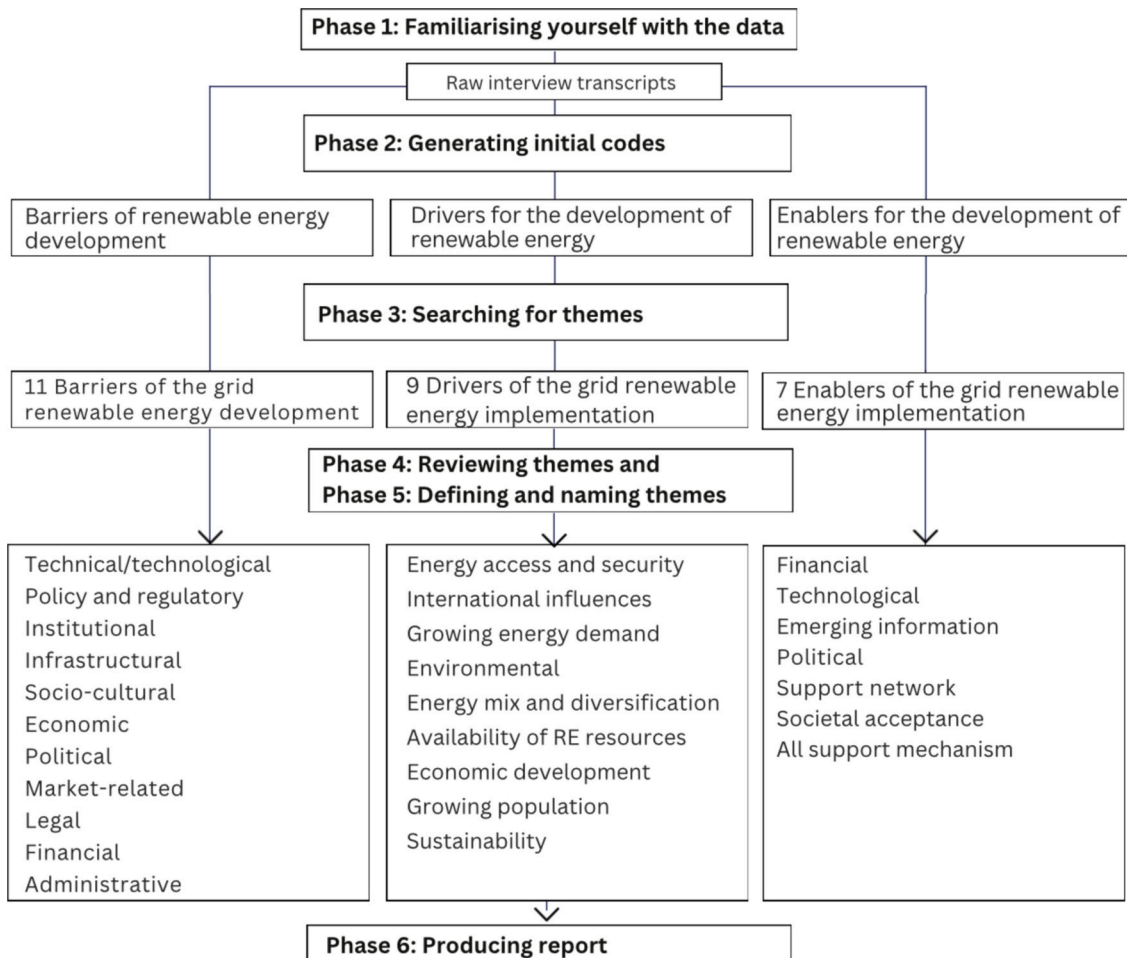 Phase 1: Familiarising yourself with the data
Raw interview transcripts
Phase 2: Generating initial codes
Barriers of renewable energy
development
Drivers for the development of
renewable energy
Enablers for the development of
renewable energy
Phase 3: Searching for themes
11 Barriers of the grid
renewable energy development
9 Drivers of the grid renewable
energy implementation
7 Enablers of the grid renewable
energy implementation
Phase 4: Reviewing themes and
Phase 5: Defining and naming themes
Technical/technological
Policy and regulatory
Institutional
Infrastructural
Socio-cultural
Economic
Political
Market-related
Legal
Financial
Administrative
Energy access and security
International influences
Growing energy demand
Environmental
Energy mix and diversification
Availability of RE resources
Economic development
Growing population
Sustainability
Financial
Technological
Emerging information
Political
Support network
Societal acceptance
All support mechanism
Phase 6: Producing report